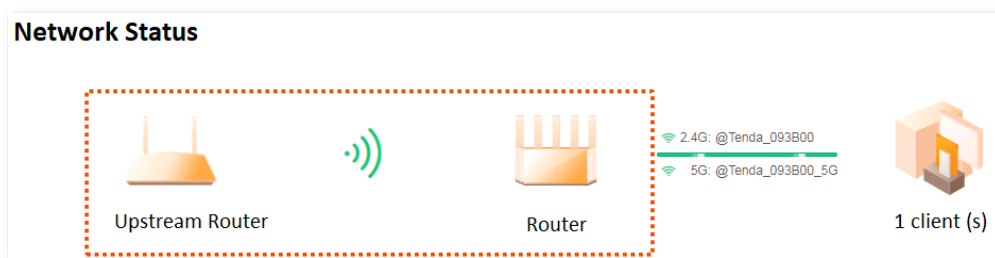 Network Status
2.4G: @Tenda_093B00
5G: @Tenda_093B00_5G
Upstream Router
Router
1 client (s)